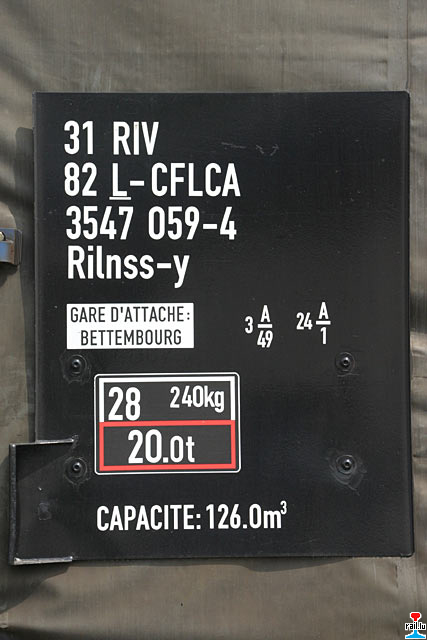 31 RIV
82 L-CFLCA
3547 059-4
Rilnss-y
GARE D'ATTACHE:
BETTEMBOURG
3 A/49 24 A/1
28 240kg
20.0t
CAPACITE: 126.0m³
rail.lu